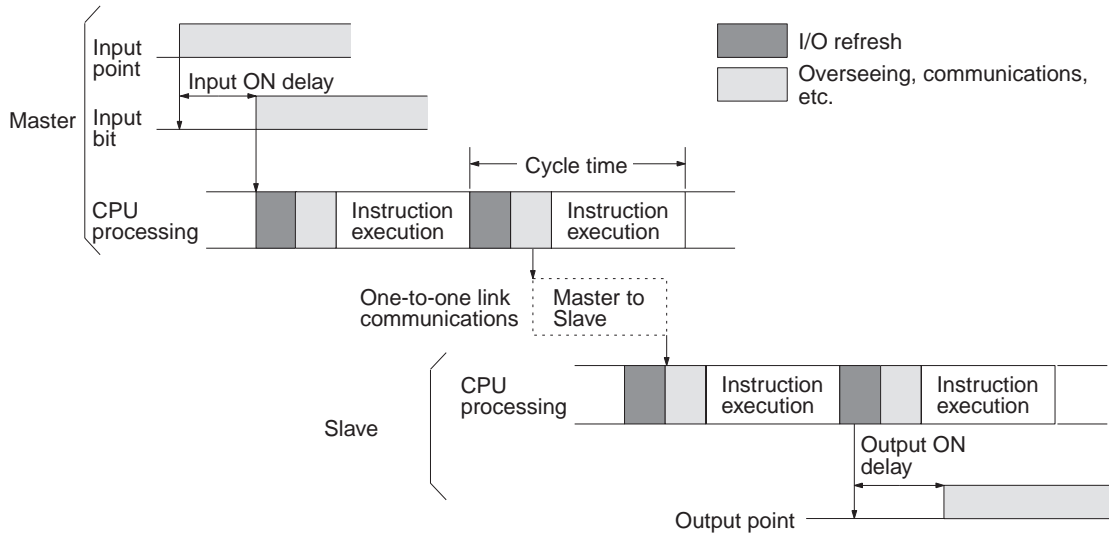 Input
point
I/O refresh
Overseeing, communications,
etc.
Input ON delay
Master
Input
bit
Cycle time
CPU
processing
Instruction
execution
Instruction
execution
One-to-one link
communications
Master to
Slave
Slave
CPU
processing
Instruction
execution
Instruction
execution
Output ON
delay
Output point